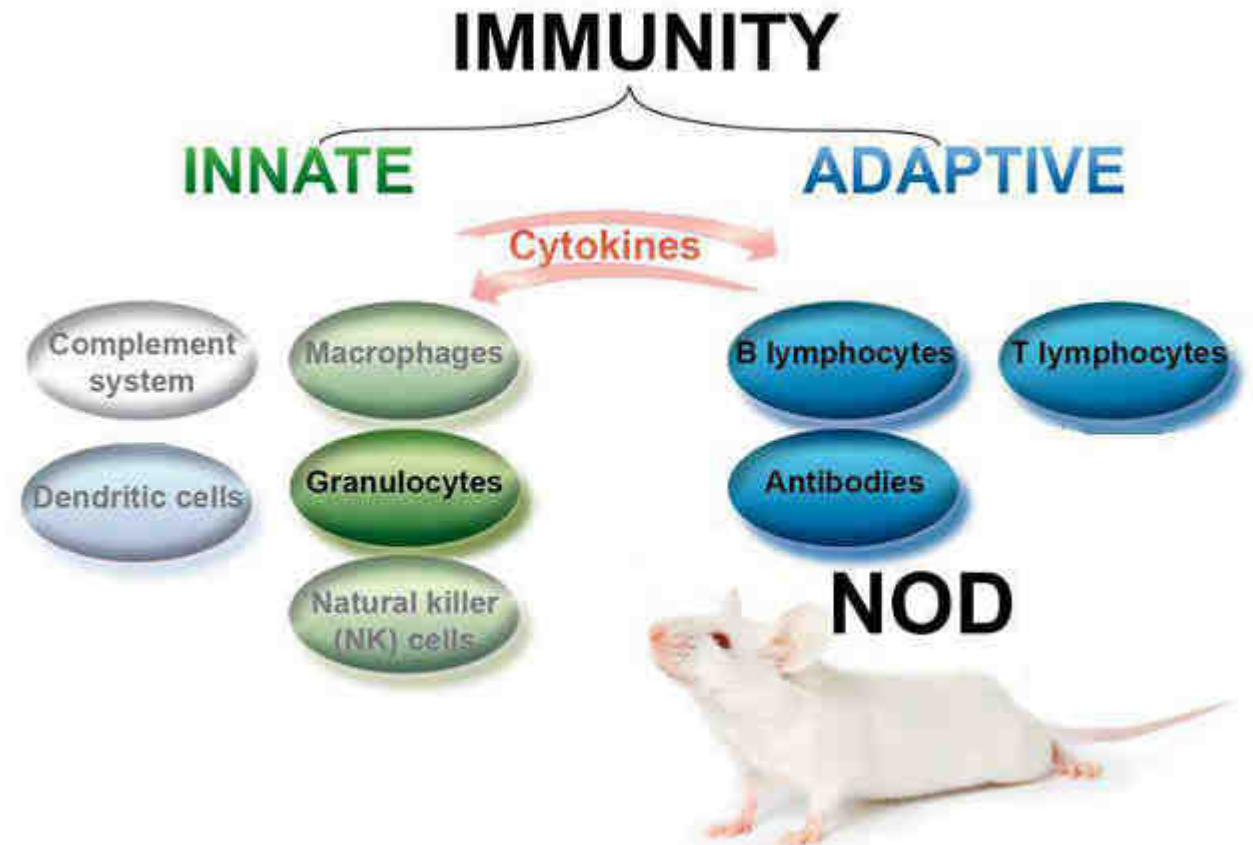 IMMUNITY
INNATE
ADAPTIVE
Cytokines
Complement
system
Macrophages
B lymphocytes
T lymphocytes
Dendritic cells
Granulocytes
Antibodies
Natural killer
(NK) cells
NOD